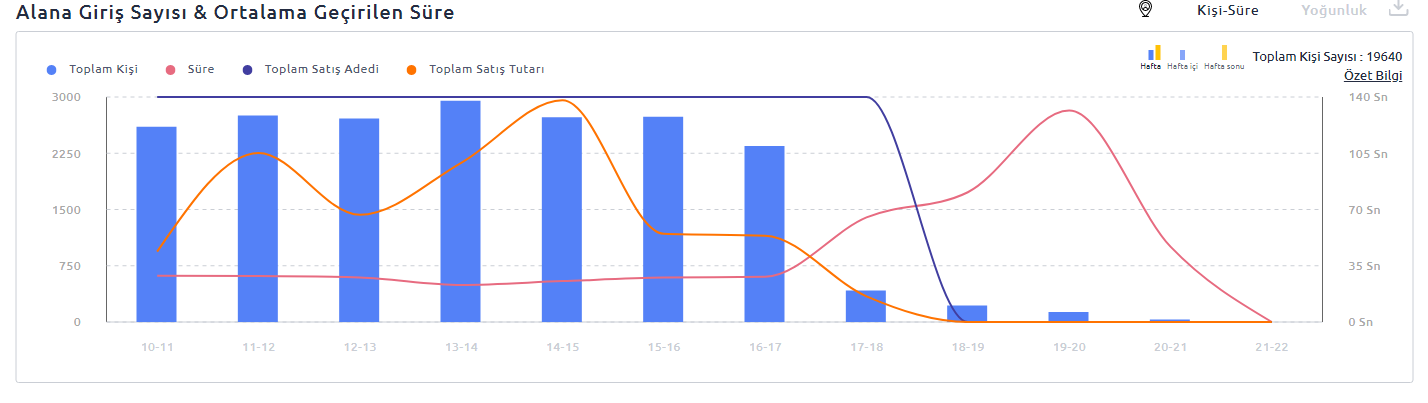 Alana Giriş Sayısı & Ortalama Geçirilen Süre
Kişi-Süre Yoğunluk
Toplam Kişi Süre Toplam Satış Adedi Toplam Satış Tutarı
Hafta Hafta içi Hafta sonu
Toplam Kişi Sayısı : 19640
Özet Bilgi
3000 140 Sn
2250 105 Sn
1500 70 Sn
750 35 Sn
0 0 Sn
10-11 11-12 12-13 13-14 14-15 15-16 16-17 17-18 18-19 19-20 20-21 21-22